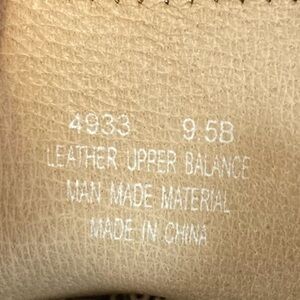 4933 9.5B
LEATHER UPPER BALANCE
MAN MADE MATERIAL
MADE IN CHINA